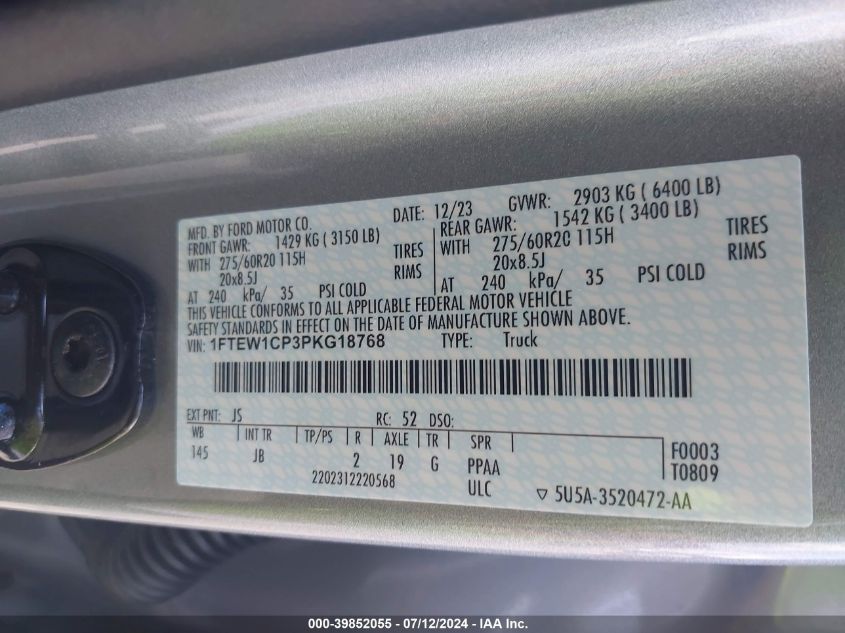 MFD. BY FORD MOTOR CO. DATE: 12/23 GVWR: 2903 KG ( 6400 LB)
FRONT GAWR: 1429 KG ( 3150 LB) REAR GAWR: 1542 KG ( 3400 LB)
WITH 275/60R20 115H TIRES WITH 275/60R20 115H TIRES
20x8.5J RIMS 20x8.5J RIMS
AT 240 kPa/ 35 PSI COLD AT 240 kPa/ 35 PSI COLD
THIS VEHICLE CONFORMS TO ALL APPLICABLE FEDERAL MOTOR VEHICLE
SAFETY STANDARDS IN EFFECT ON THE DATE OF MANUFACTURE SHOWN ABOVE.
VIN: 1FTEW1CP3PKG18768 TYPE: Truck
EXT PNT: JS RC: 52 DSO:
WB INT TR TP/PS R AXLE TR SPR F0003
145 JB 2 19 G PPAA T0809
2202312220568 ULC ▽ 5U5A-3520472-AA
000-39852055 - 07/12/2024 - IAA Inc.